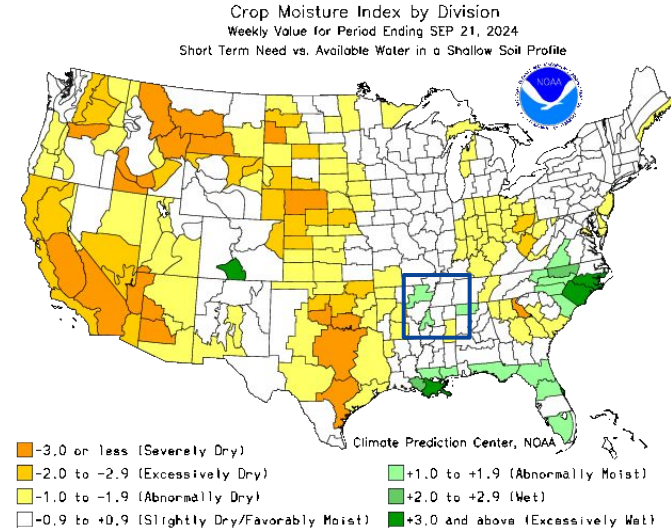 Crop Moisture Index by Division
Weekly Value for Period Ending SEP 21, 2024
Short Term Need vs. Available Water in a Shallow Soil Profile
NOAA
Climate Prediction Center, NOAA
-3.0 or less (Severely Dry)
-2.0 to -2.9 (Excessively Dry)
-1.0 to -1.9 (Abnormally Dry)
-0.9 to +0.9 (Slightly Dry/Favorably Moist)
+1.0 to +1.9 (Abnormally Moist)
+2.0 to +2.9 (Wet)
+3.0 and above (Excessively Wet)